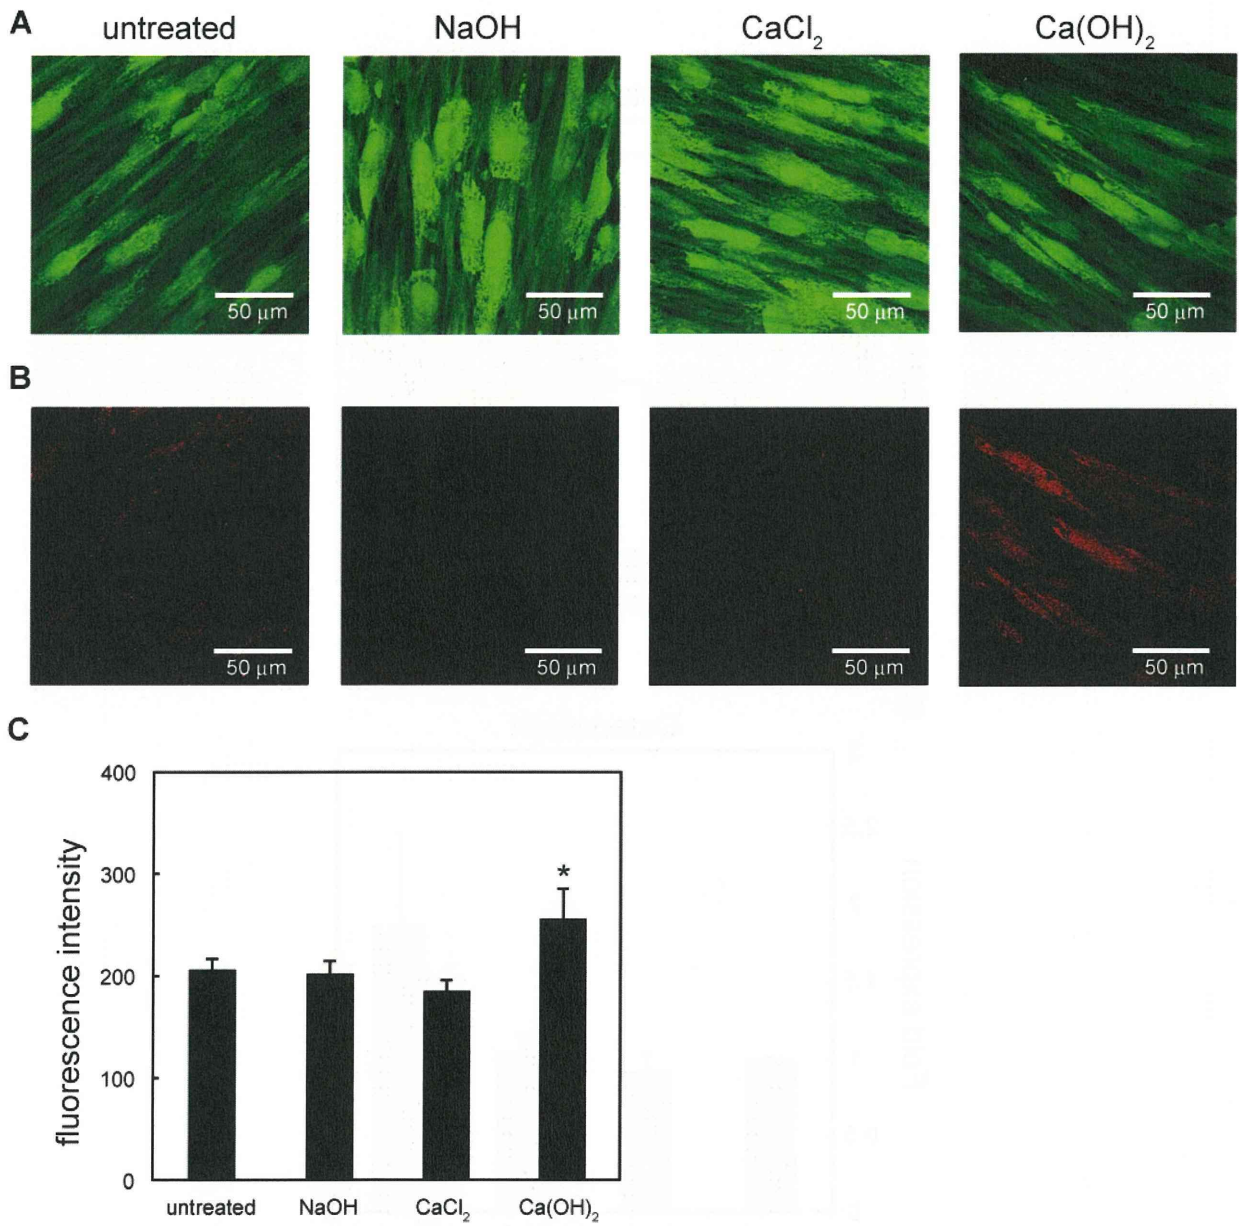 A
untreated NaOH CaCl2 Ca(OH)2
50 μm 50 μm 50 μm 50 μm
B
50 μm 50 μm 50 μm 50 μm
C
400
300
200
100
0
fluorescence intensity
*
untreated NaOH CaCl2 Ca(OH)2